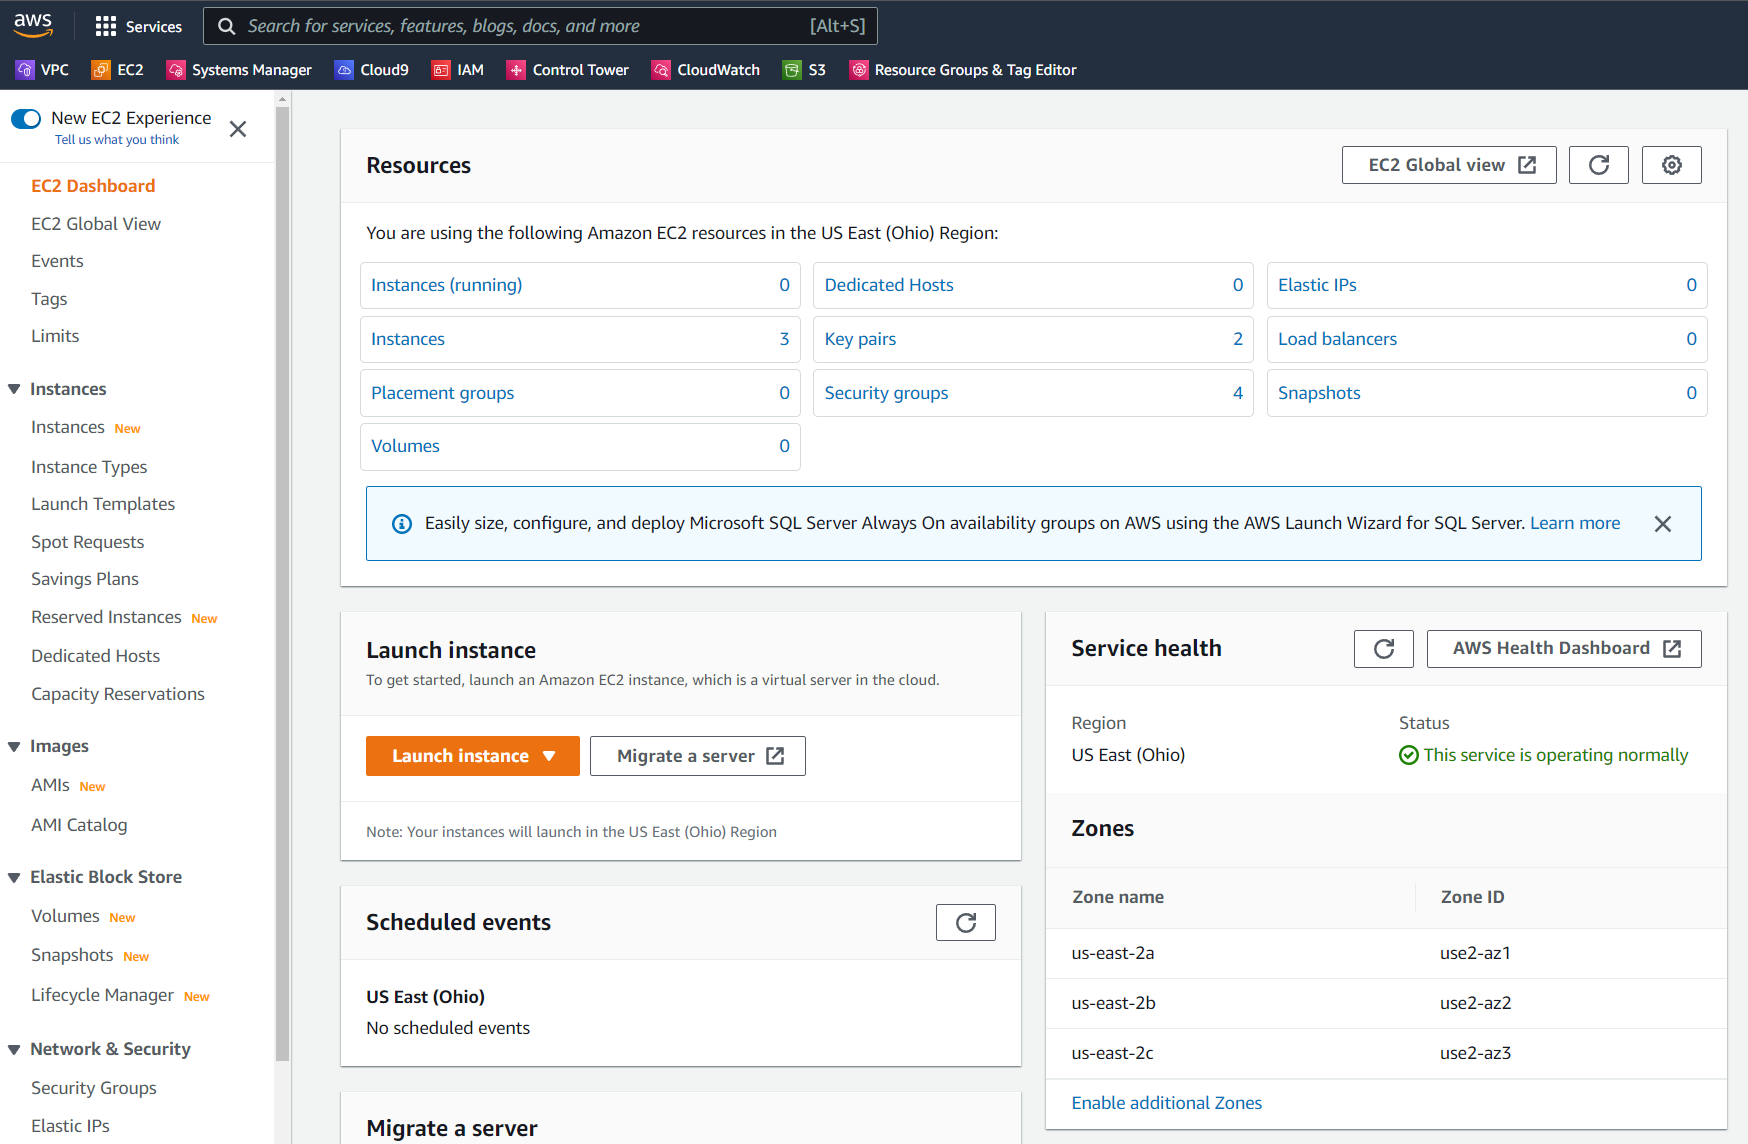 aws
Services
Search for services, features, blogs, docs, and more [Alt+S]
VPC EC2 Systems Manager Cloud9 IAM Control Tower CloudWatch S3 Resource Groups & Tag Editor
New EC2 Experience
Tell us what you think
EC2 Dashboard
EC2 Global View
Events
Tags
Limits
Instances
Instances New
Instance Types
Launch Templates
Spot Requests
Savings Plans
Reserved Instances New
Dedicated Hosts
Capacity Reservations
Images
AMIs New
AMI Catalog
Elastic Block Store
Volumes New
Snapshots New
Lifecycle Manager New
Network & Security
Security Groups
Elastic IPs
Resources
EC2 Global view
You are using the following Amazon EC2 resources in the US East (Ohio) Region:
Instances (running) 0 Dedicated Hosts 0 Elastic IPs 0
Instances 3 Key pairs 2 Load balancers 0
Placement groups 0 Security groups 4 Snapshots 0
Volumes 0
Easily size, configure, and deploy Microsoft SQL Server Always On availability groups on AWS using the AWS Launch Wizard for SQL Server. Learn more
Launch instance
To get started, launch an Amazon EC2 instance, which is a virtual server in the cloud.
Launch instance Migrate a server
Note: Your instances will launch in the US East (Ohio) Region
Scheduled events
US East (Ohio)
No scheduled events
Migrate a server
Service health
AWS Health Dashboard
Region Status
US East (Ohio) This service is operating normally
Zones
Zone name Zone ID
us-east-2a use2-az1
us-east-2b use2-az2
us-east-2c use2-az3
Enable additional Zones